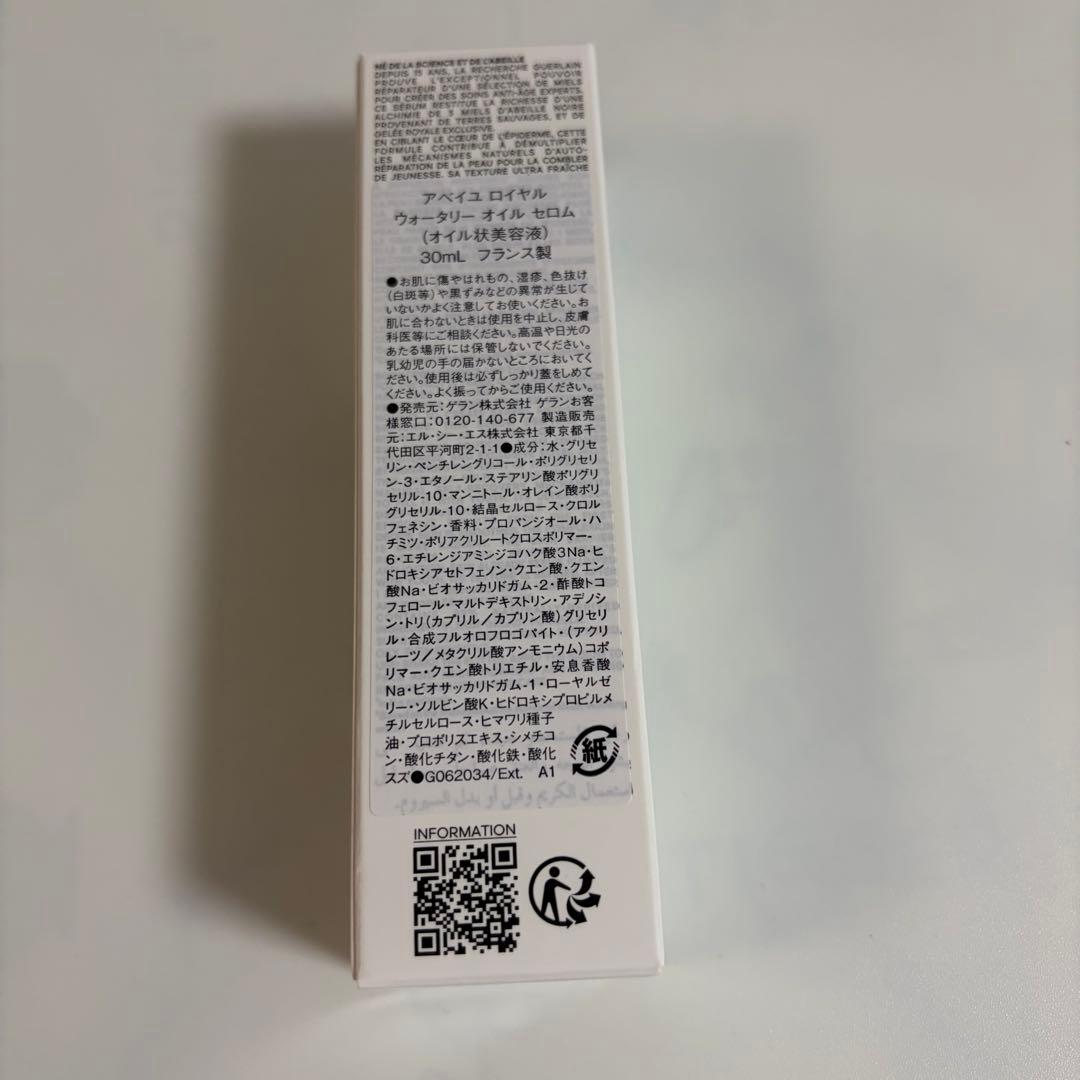 NÉ DE LA SCIENCE ET DE L'ABEILLE
DEPUIS 15 ANS, LA RECHERCHE GUERLAIN
PROUVE L'EXCEPTIONNEL POUVOIR
RÉPARATEUR D'UNE SÉLECTION DE MIELS
POUR CRÉER DES SOINS ANTI-ÂGE EXPERTS.
CE SÉRUM RESTITUE LA RICHESSE D'UNE
ALCHIMIE DE 3 MIELS D'ABEILLE NOIRE
PROVENANT DE TERRES SAUVAGES, ET DE
GELÉE ROYALE EXCLUSIVE.
EN CIBLANT LE CŒUR DE L'ÉPIDERME, CETTE
FORMULE CONTRIBUE À DÉMULTIPLIER
LES MÉCANISMES NATURELS D'AUTO-
RÉPARATION DE LA PEAU POUR LA COMBLER
DE JEUNESSE. SA TEXTURE ULTRA FRAÎCHE
アベイユ ロイヤル
ウォータリー オイル セロム
(オイル状美容液)
30mL フランス製
●お肌に傷やはれもの、湿疹、色抜け
(白斑等)や黒ずみなどの異常が生じて
いないかよく注意してお使いください。お
肌に合わないときは使用を中止し、皮膚
科医等にご相談ください。高温や日光の
あたる場所には保管しないでください。
乳幼児の手の届かないところにおいてく
ださい。使用後は必ずしっかり蓋をしめて
ください。よく振ってからご使用ください。
●発売元:ゲラン株式会社 ゲランお客
様窓口:0120-140-677 製造販売
元:エル・シー・エス株式会社 東京都千
代田区平河町2-1-1●成分:水・グリセ
リン・ペンチレングリコール・ポリグリセリ
ン-3・エタノール・ステアリン酸ポリグリ
セリル-10・マンニトール・オレイン酸ポリ
グリセリル-10・結晶セルロース・クロル
フェネシン・香料・プロパンジオール・ハ
チミツ・ポリアクリレートクロスポリマー-
6・エチレンジアミンジコハク酸3Na・ヒ
ドロキシアセトフェノン・クエン酸・クエン
酸Na・ビオサッカリドガム-2・酢酸トコ
フェロール・マルトデキストリン・アデノシ
ン・トリ(カプリル/カプリン酸)グリセリ
ル・合成フルオロフロゴパイト・(アクリ
レーツ/メタクリル酸アンモニウム)コポ
リマー・クエン酸トリエチル・安息香酸
Na・ビオサッカリドガム-1・ローヤルゼ
リー・ソルビン酸K・ヒドロキシプロピルメ
チルセルロース・ヒマワリ種子
油・プロポリスエキス・シメチコ
ン・酸化チタン・酸化鉄・酸化
スズ●G062034/Ext. A1
紙
استعمال الكريم وقبل أو بدل السيروم.
INFORMATION